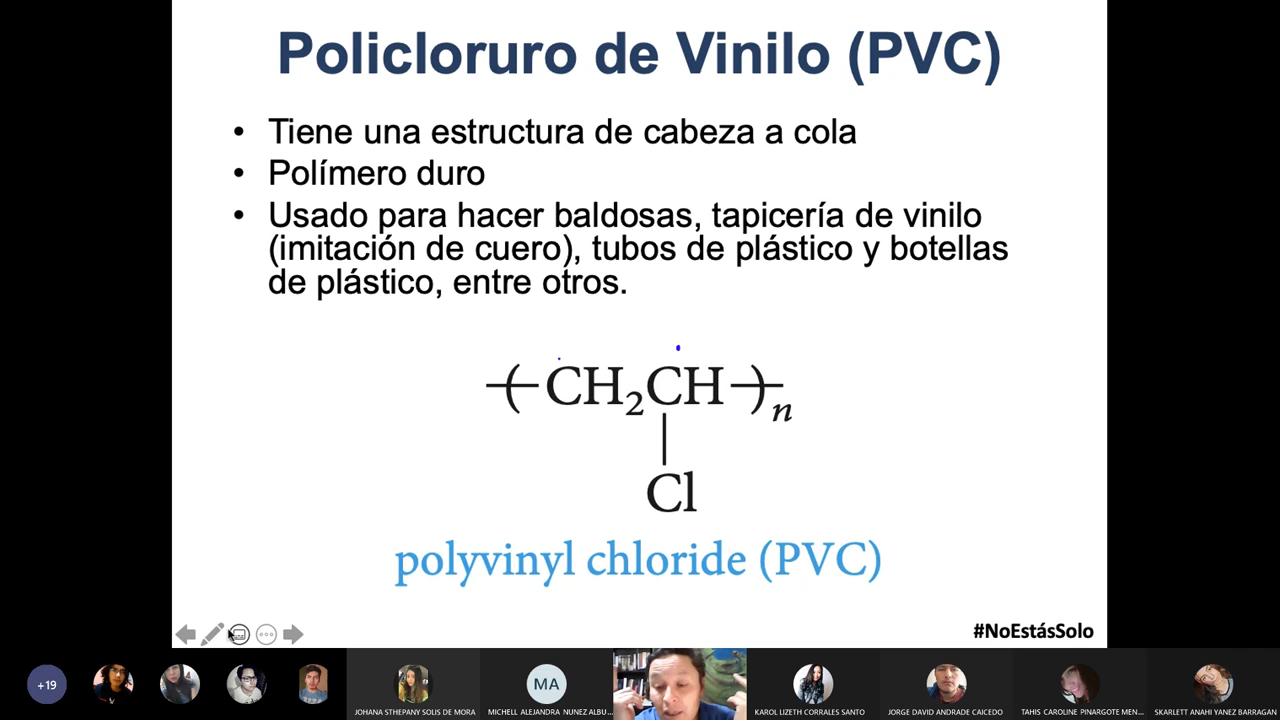 Policloruro de Vinilo (PVC)
• Tiene una estructura de cabeza a cola
• Polímero duro
• Usado para hacer baldosas, tapicería de vinilo
(imitación de cuero), tubos de plástico y botellas
de plástico, entre otros.
( CH₂CH )n
Cl
polyvinyl chloride (PVC)
#NoEstásSolo
+19
MA
JOHANA STHEPANY SOLIS DE MORA
MICHELL ALEJANDRA NUNEZ ALBU...
KAROL LIZETH CORRALES SANTO
JORGE DAVID ANDRADE CAICEDO
TAHIS CAROLINE PINARGOTE MEN...
SKARLETT ANAHI YANEZ BARRAGAN